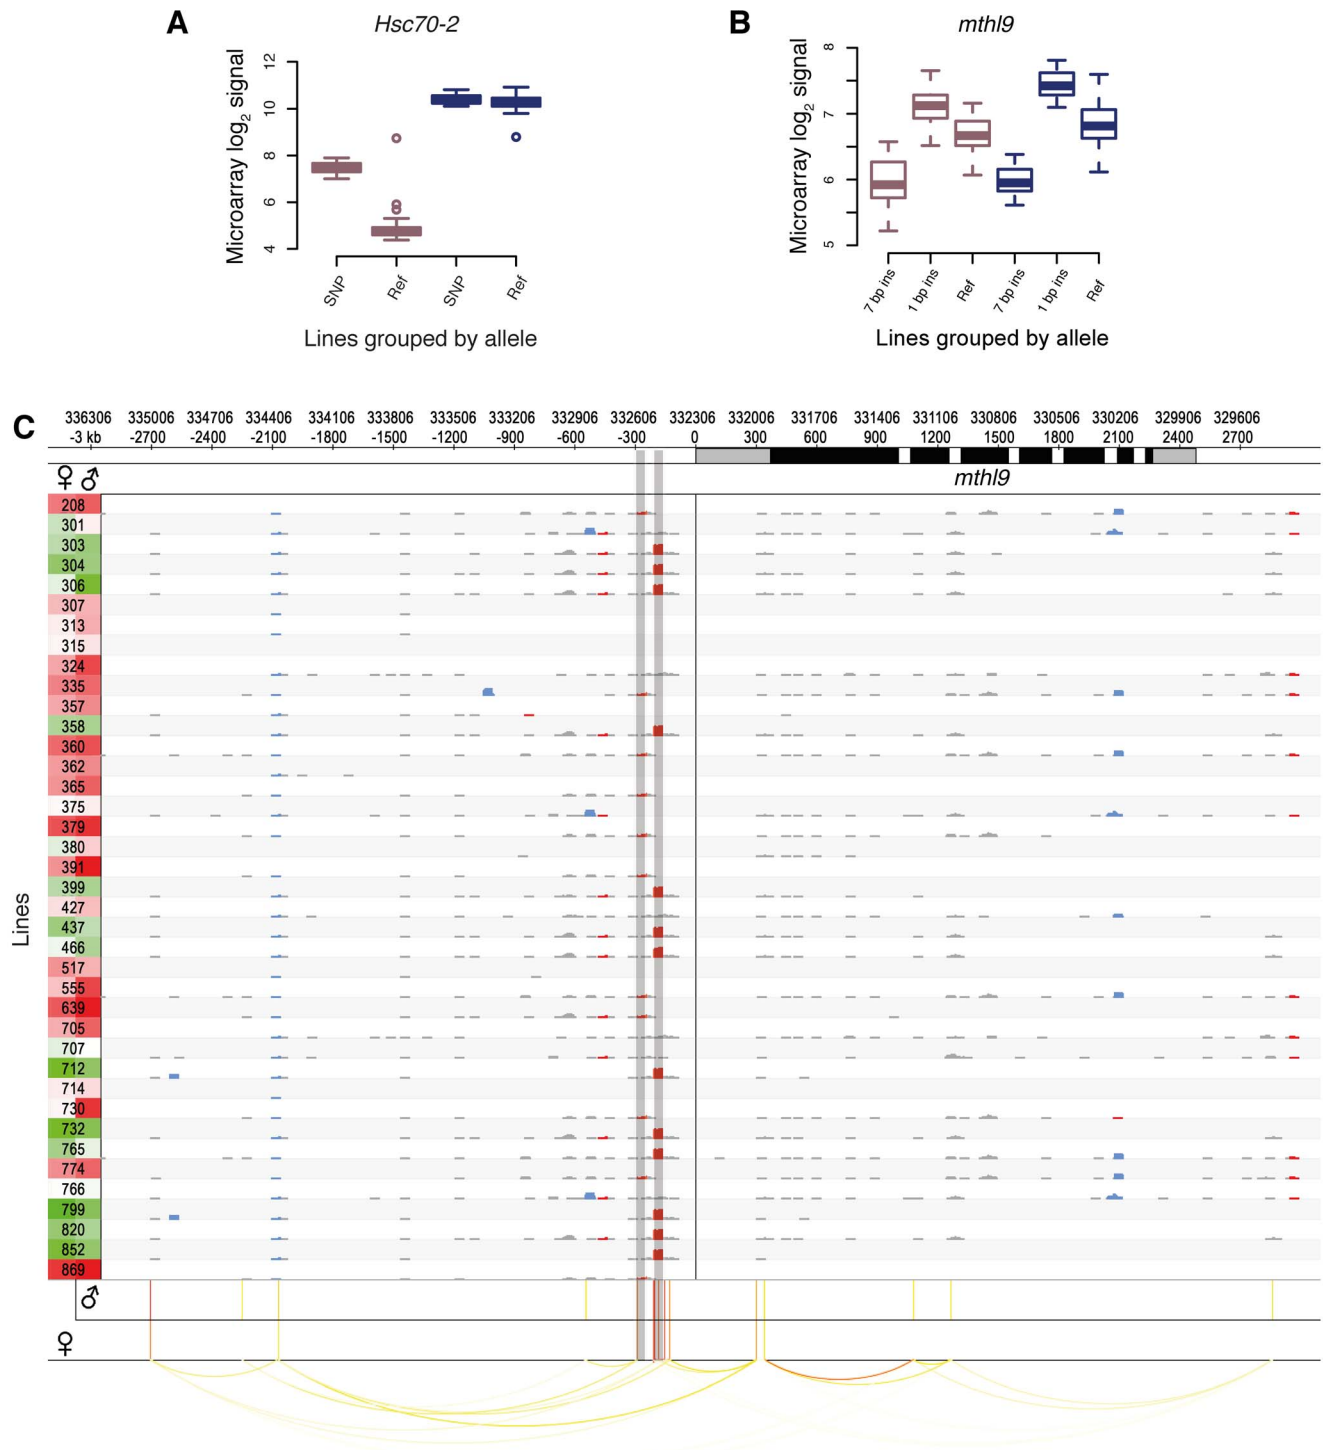 A
Hsc70-2
Microarray log2 signal
12
10
8
6
4
SNP
Ref
SNP
Ref
Lines grouped by allele
B
mthl9
Microarray log2 signal
8
7
6
5
7 bp ins
1 bp ins
Ref
7 bp ins
1 bp ins
Ref
Lines grouped by allele
C
336306 335006 334706 334406 334106 333806 333506 333206 332906 332606 332306 332006 331706 331406 331106 330806 330506 330206 329906 329606
-3 kb -2700 -2400 -2100 -1800 -1500 -1200 -900 -600 -300 0 300 600 900 1200 1500 1800 2100 2400 2700
♀ ♂
mthl9
Lines
208
301
303
304
306
307
313
315
324
335
357
358
360
362
365
375
379
380
391
399
427
437
466
517
555
639
705
707
712
714
730
732
765
774
766
799
820
852
869
♂
♀